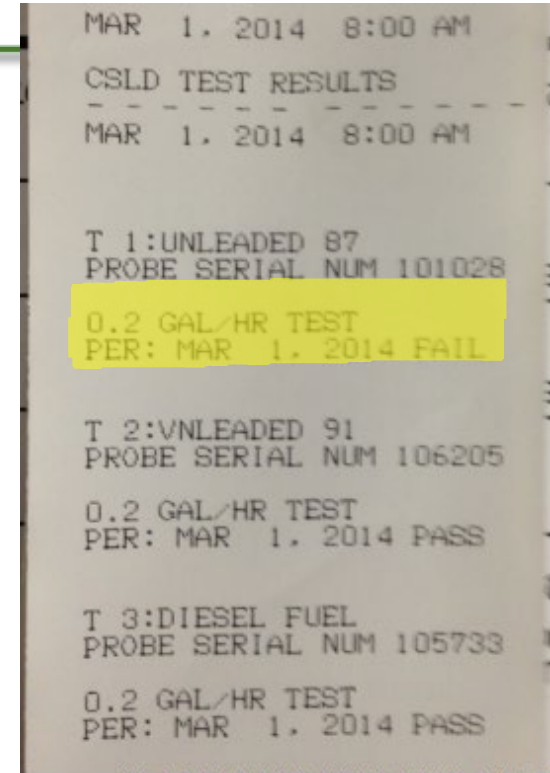 MAR 1, 2014 8:00 AM
CSLD TEST RESULTS
- - - - - - - - - - - -
MAR 1, 2014 8:00 AM
T 1:UNLEADED 87
PROBE SERIAL NUM 101028
0.2 GAL/HR TEST
PER: MAR 1, 2014 FAIL
T 2:VNLEADED 91
PROBE SERIAL NUM 106205
0.2 GAL/HR TEST
PER: MAR 1, 2014 PASS
T 3:DIESEL FUEL
PROBE SERIAL NUM 105733
0.2 GAL/HR TEST
PER: MAR 1, 2014 PASS